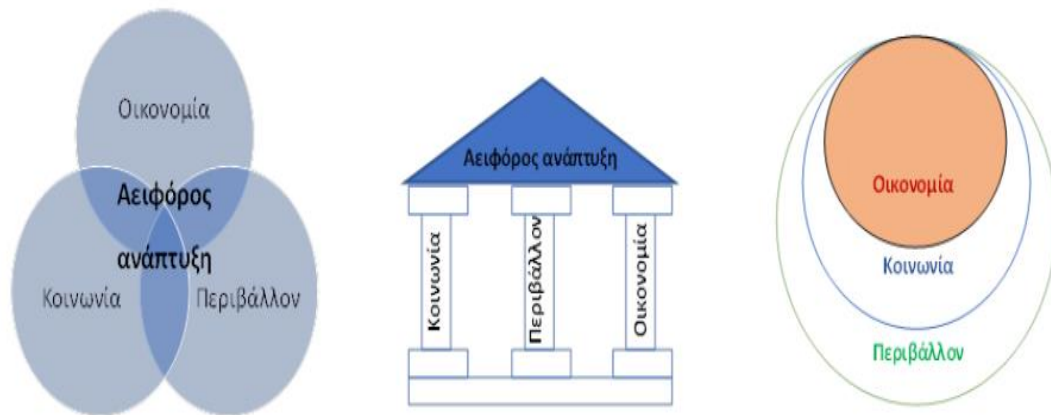 Οικονομία
Αειφόρος
ανάπτυξη
Κοινωνία
Περιβάλλον
Αειφόρος ανάπτυξη
Κοινωνία
Περιβάλλον
Οικονομία
Οικονομία
Κοινωνία
Περιβάλλον